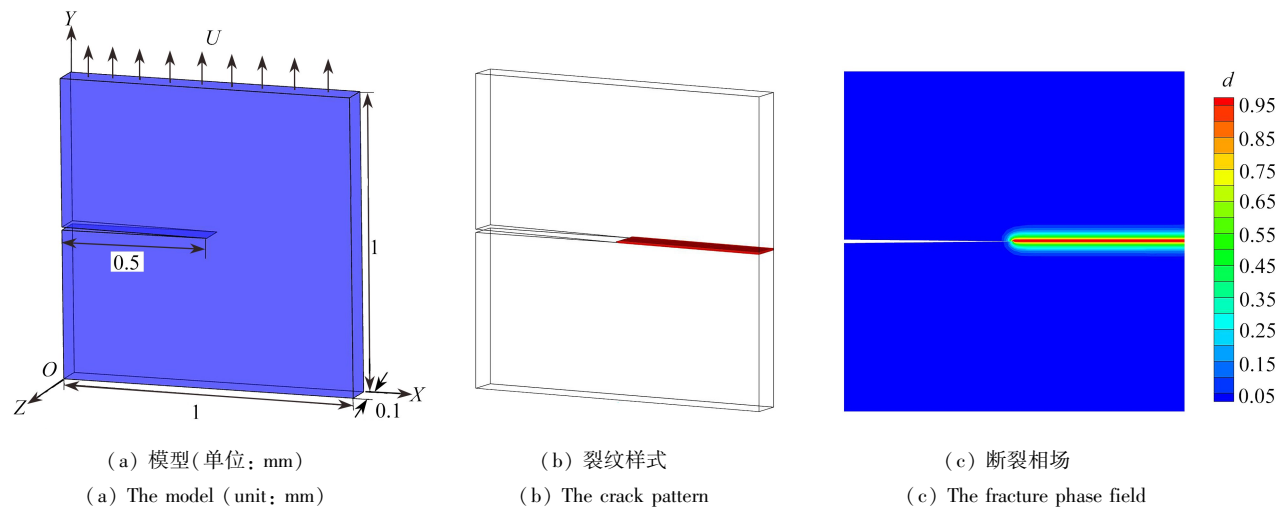 Y
U
0.5
1
O
Z
1
0.1
X
d
0.95
0.85
0.75
0.65
0.55
0.45
0.35
0.25
0.15
0.05
(a) 模型(单位: mm)
(b) 裂纹样式
(c) 断裂相场
(a) The model (unit: mm)
(b) The crack pattern
(c) The fracture phase field